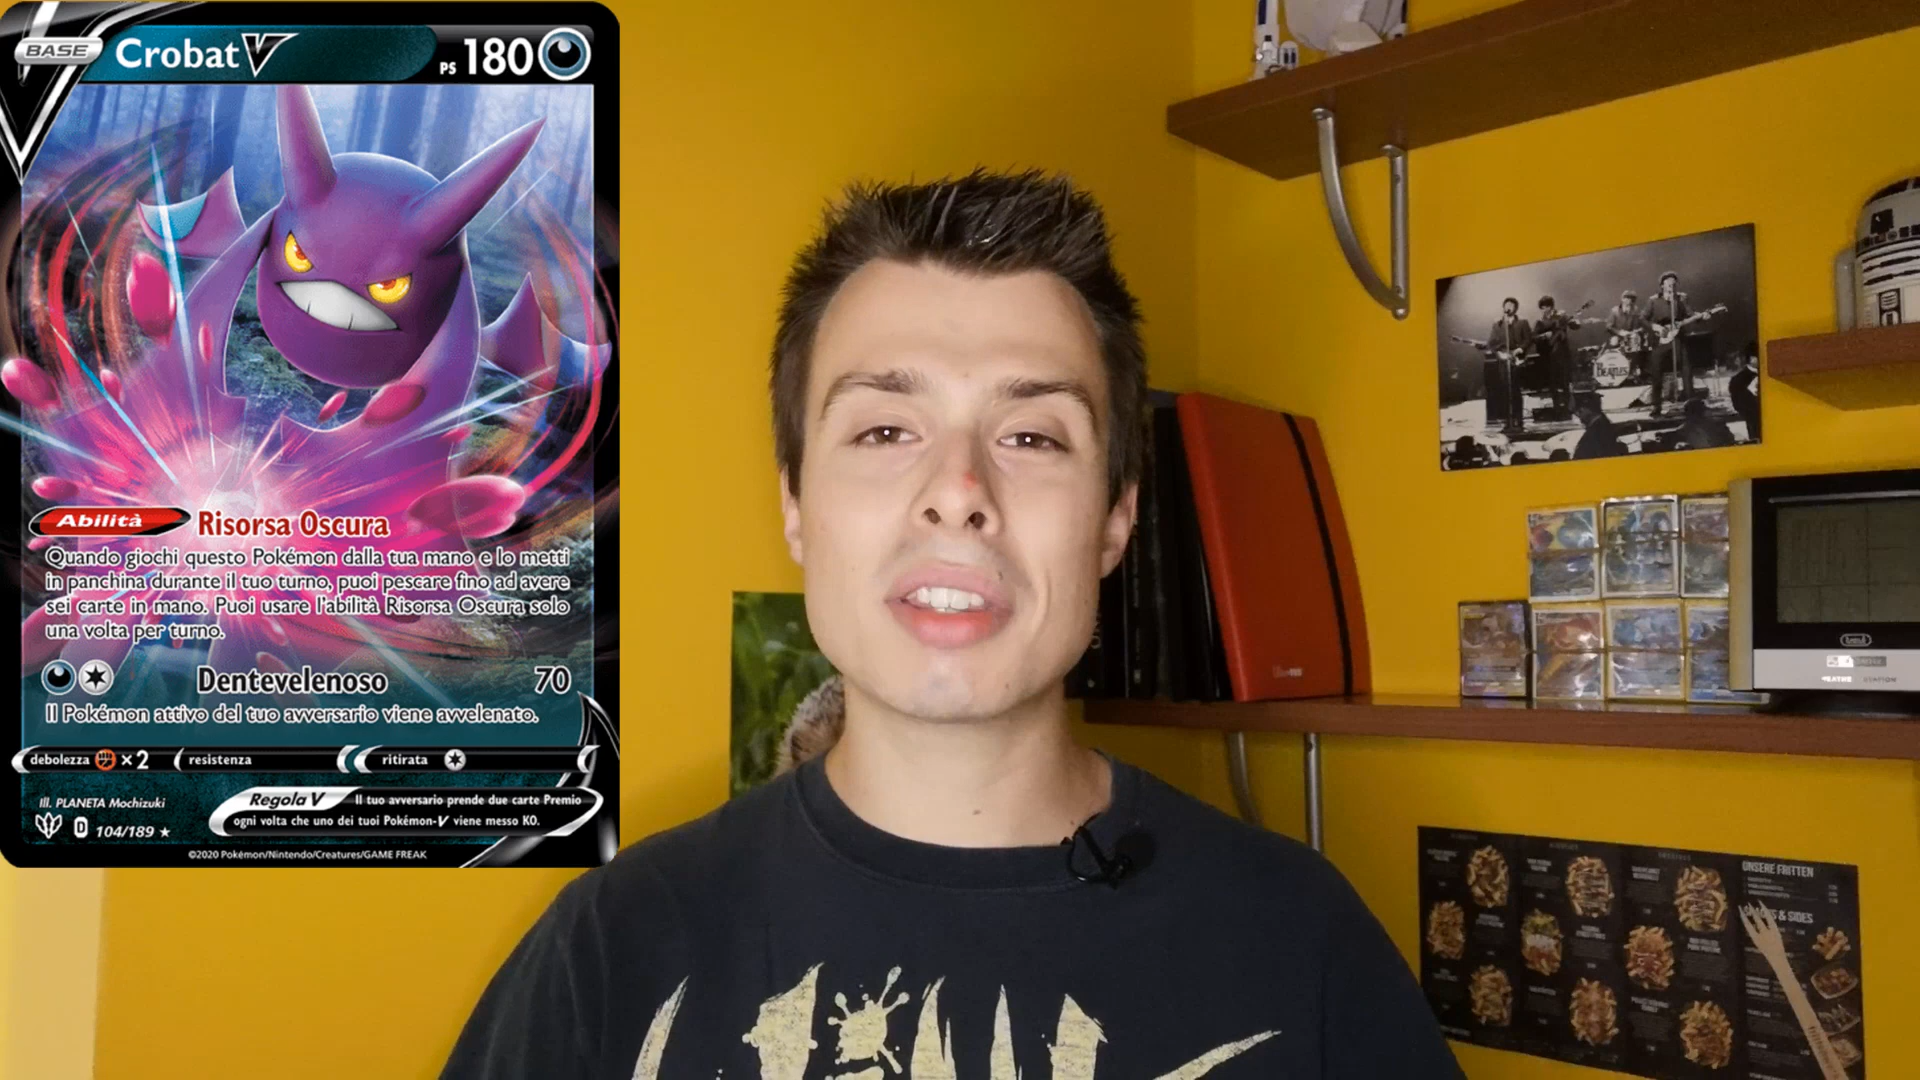 BASE
Crobat V
PS 180
Abilità
Risorsa Oscura
Quando giochi questo Pokémon dalla tua mano e lo metti
in panchina durante il tuo turno, puoi pescare fino ad avere
sei carte in mano. Puoi usare l'abilità Risorsa Oscura solo
una volta per turno.
Dentevelenoso 70
Il Pokémon attivo del tuo avversario viene avvelenato.
debolezza ×2 resistenza ritirata
Ill. PLANETA Mochizuki
Regola V Il tuo avversario prende due carte Premio
ogni volta che uno dei tuoi Pokémon-V viene messo KO.
D 104/189 ★
©2020 Pokémon/Nintendo/Creatures/GAME FREAK
THE
BEATLES
UNSERE FRITTEN
& SIDES